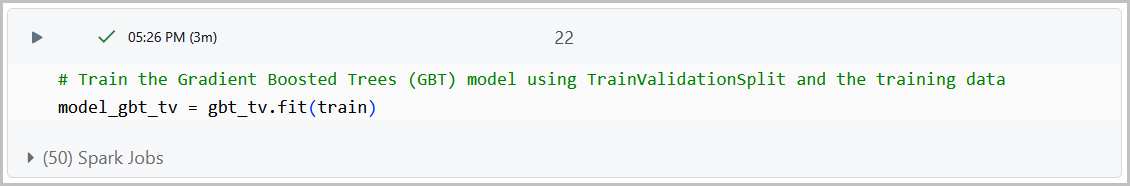 05:26 PM (3m) 22
# Train the Gradient Boosted Trees (GBT) model using TrainValidationSplit and the training data
model_gbt_tv = gbt_tv.fit(train)
(50) Spark Jobs